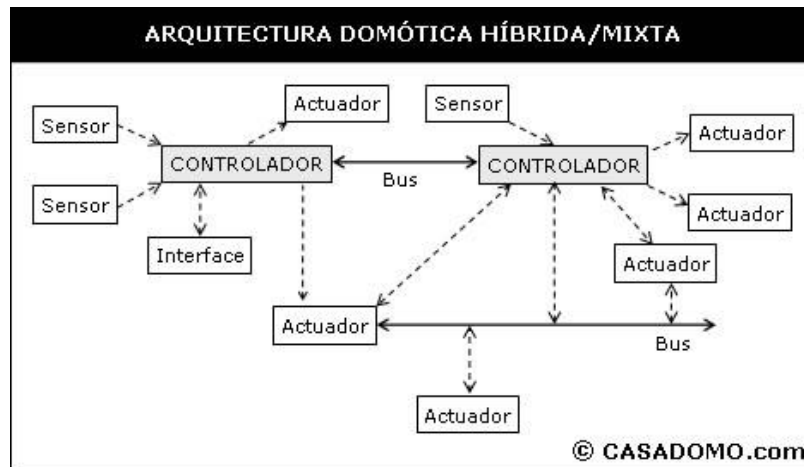 ARQUITECTURA DOMÓTICA HÍBRIDA/MIXTA
Sensor
Actuador
Sensor
Actuador
CONTROLADOR
Bus
CONTROLADOR
Sensor
Actuador
Interface
Actuador
Actuador
Bus
Actuador
© CASADOMO.com